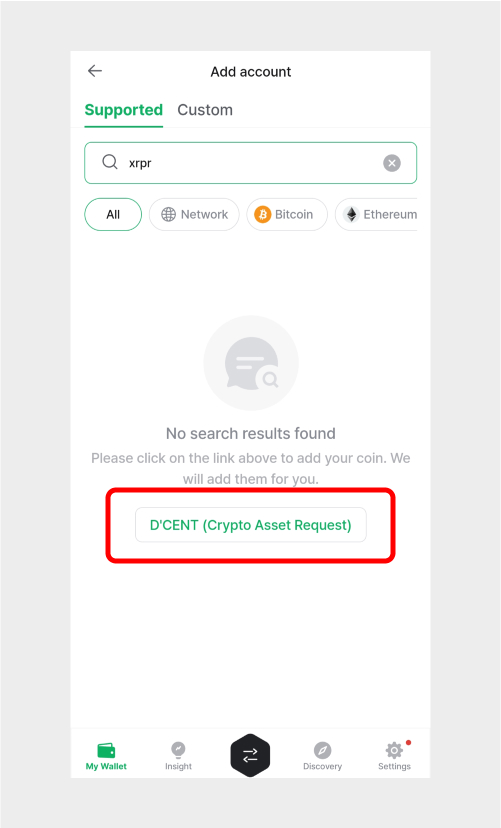 Add account
Supported Custom
xrpr
All Network Bitcoin Ethereum
No search results found
Please click on the link above to add your coin. We
will add them for you.
D'CENT (Crypto Asset Request)
My Wallet Insight Discovery Settings